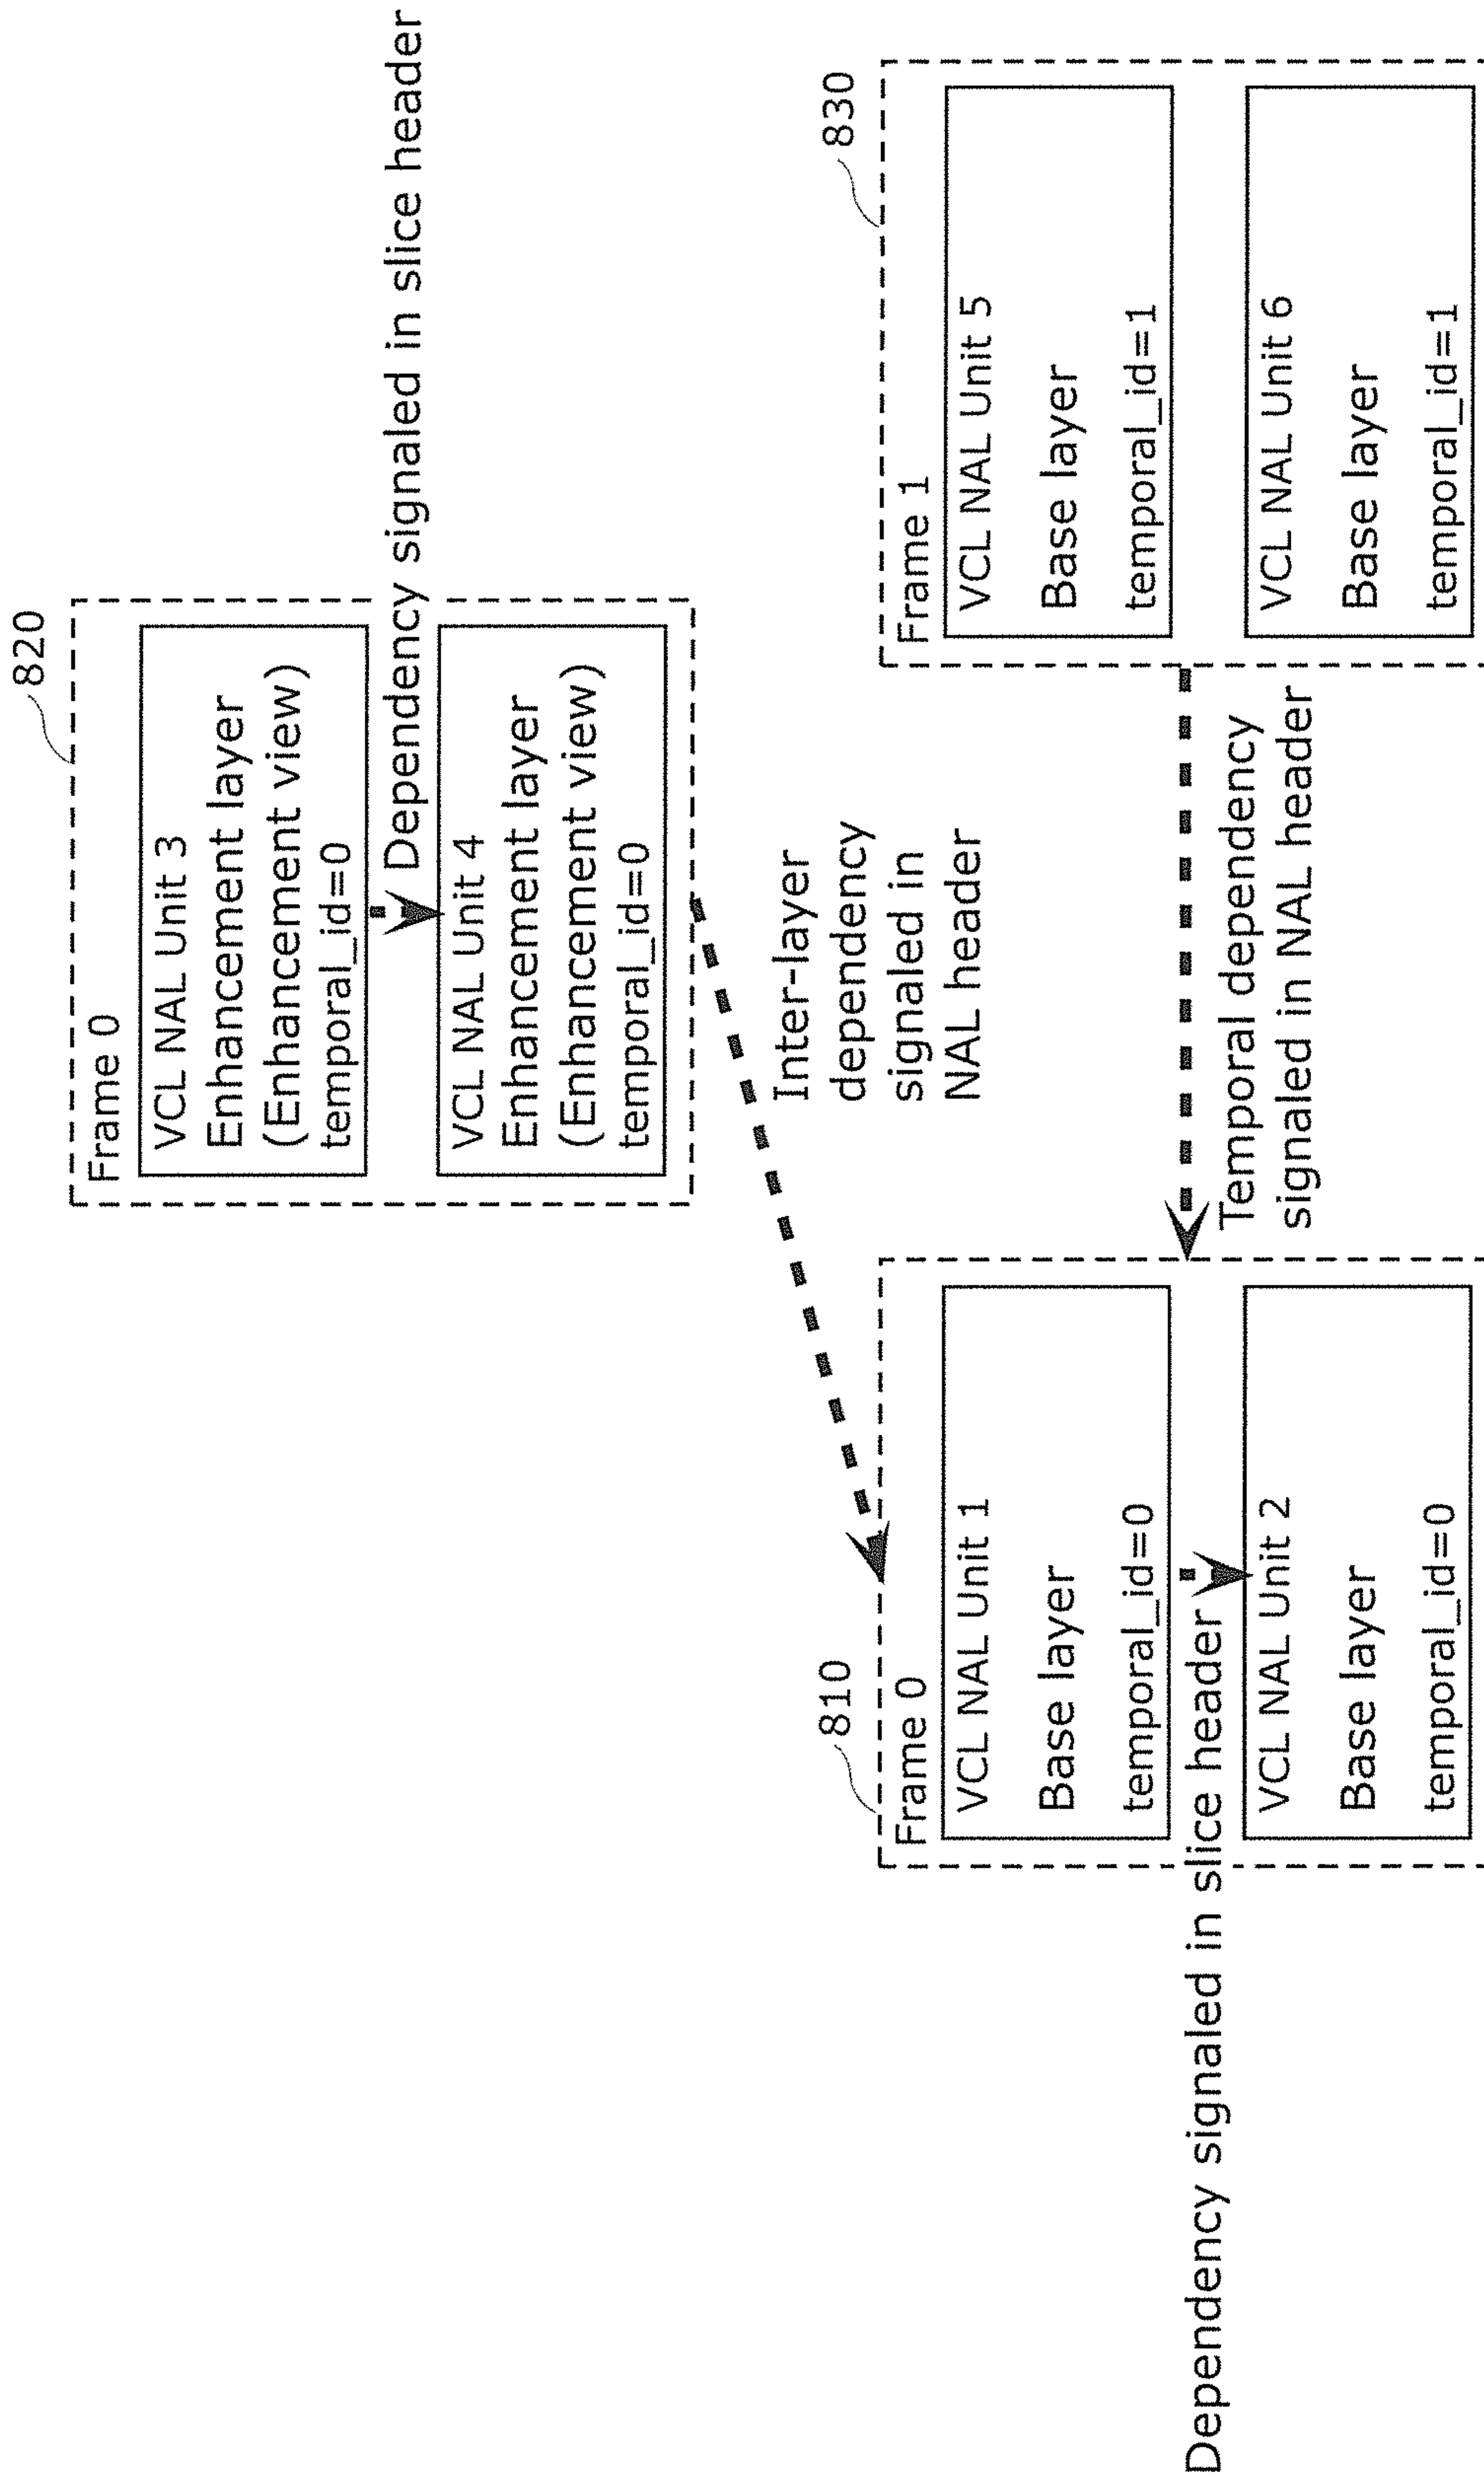 820
Frame 0
VCL NAL Unit 3
Enhancement layer
(Enhancement view)
temporal_id=0
Dependency signaled in slice header
VCL NAL Unit 4
Enhancement layer
(Enhancement view)
temporal_id=0
Inter-layer
dependency
signaled in
NAL header
810
Frame 0
VCL NAL Unit 1
Base layer
temporal_id=0
Dependency signaled in slice header
VCL NAL Unit 2
Base layer
temporal_id=0
Temporal dependency
signaled in NAL header
830
Frame 1
VCL NAL Unit 5
Base layer
temporal_id=1
VCL NAL Unit 6
Base layer
temporal_id=1